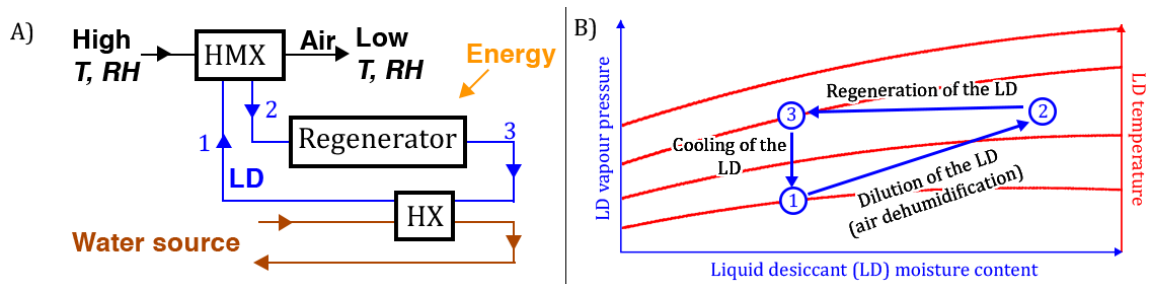 A)
High
T, RH
HMX
Air
Low
T, RH
Energy
1
2
Regenerator
3
LD
HX
Water source
B)
LD vapour pressure
LD temperature
Regeneration of the LD
3
2
Cooling of the
LD
1
Dilution of the LD
(air dehumidification)
Liquid desiccant (LD) moisture content